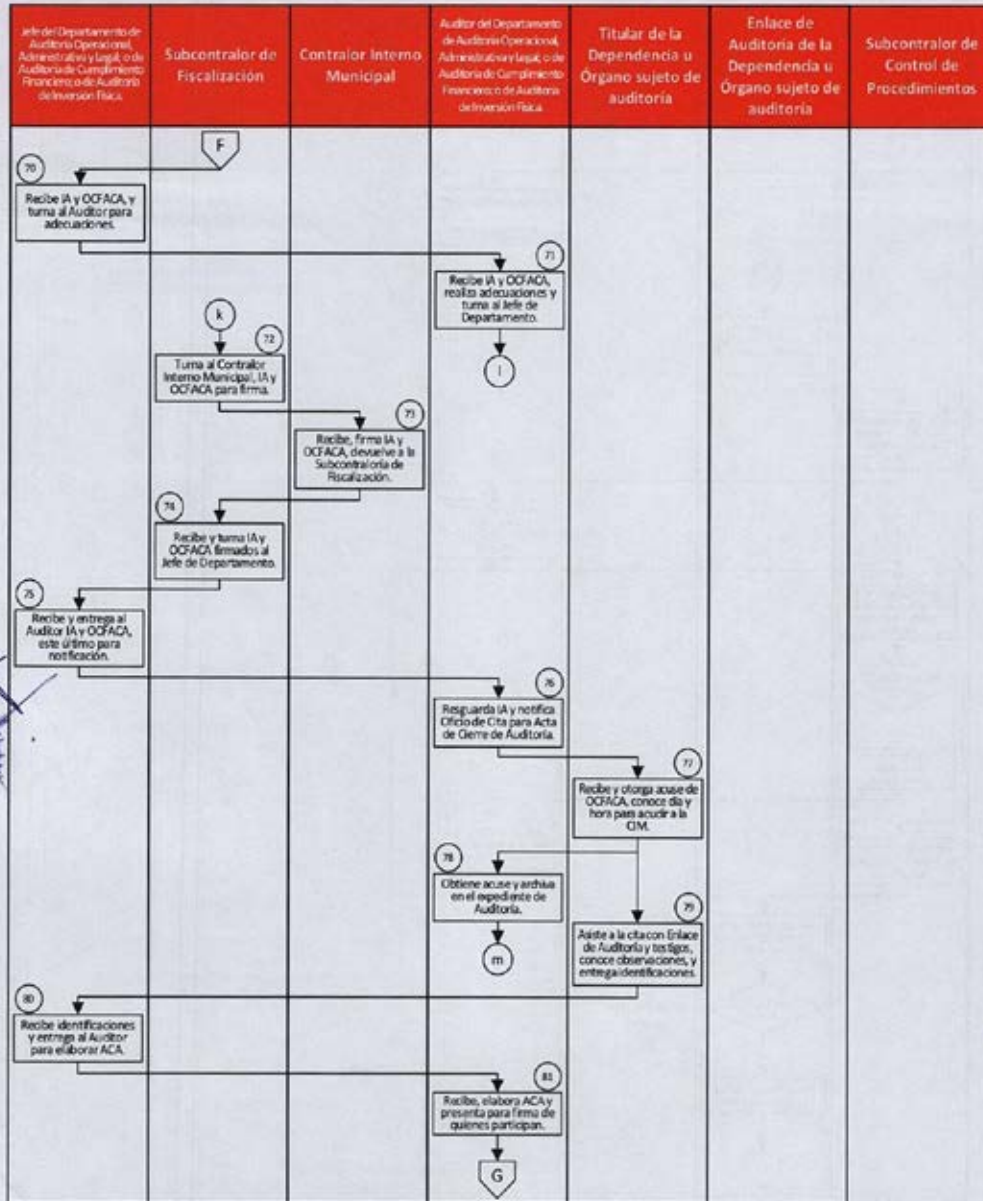 Jefe del Departamento de
Auditoría Operacional,
Administrativa y Legal; o de
Auditoría de Cumplimiento
Financiero; o de Auditoría
de Inversión Física.
Subcontralor de
Fiscalización
Contralor Interno
Municipal
Auditor del Departamento
de Auditoría Operacional,
Administrativa y Legal; o de
Auditoría de Cumplimiento
Financiero; o de Auditoría
de Inversión Física.
Titular de la
Dependencia u
Órgano sujeto de
auditoría
Enlace de
Auditoría de la
Dependencia u
Órgano sujeto de
auditoría
Subcontralor de
Control de
Procedimientos
F
70
Recibe IA y OCFACA, y
turna al Auditor para
adecuaciones.
71
Recibe IA y OCFACA,
realiza adecuaciones y
turna al Jefe de
Departamento.
l
k
72
Turna al Contralor
Interno Municipal, IA y
OCFACA para firma.
73
Recibe, firma IA y
OCFACA, devuelve a la
Subcontraloría de
Fiscalización.
74
Recibe y turna IA y
OCFACA firmados al
Jefe de Departamento.
75
Recibe y entrega al
Auditor IA y OCFACA,
este último para
notificación.
76
Resguarda IA y notifica
Oficio de Cita para Acta
de Cierre de Auditoría.
77
Recibe y otorga acuse de
OCFACA, conoce día y
hora para acudir a la
CIM.
78
Obtiene acuse y archiva
en el expediente de
Auditoría.
m
79
Asiste a la cita con Enlace
de Auditoría y testigos,
conoce observaciones, y
entrega identificaciones.
80
Recibe identificaciones
y entrega al Auditor
para elaborar ACA.
81
Recibe, elabora ACA y
presenta para firma de
quienes participan.
G